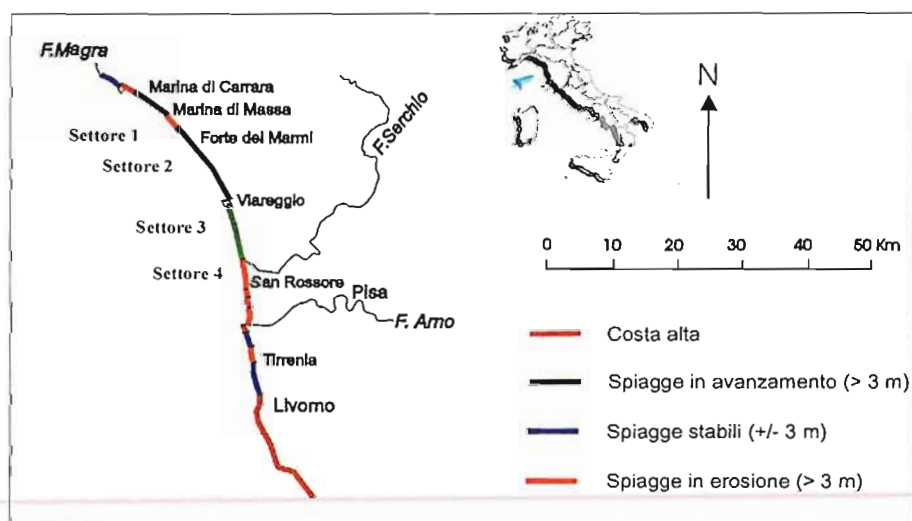 F.Magra
Marina di Carrara
Marina di Massa
Settore 1
Forte dei Marmi
Settore 2
F.Serchio
Viareggio
Settore 3
Settore 4
San Rossore
Pisa
F. Arno
Tirrenia
Livorno
N
0 10 20 30 40 50 Km
Costa alta
Spiagge in avanzamento (> 3 m)
Spiagge stabili (+/- 3 m)
Spiagge in erosione (> 3 m)